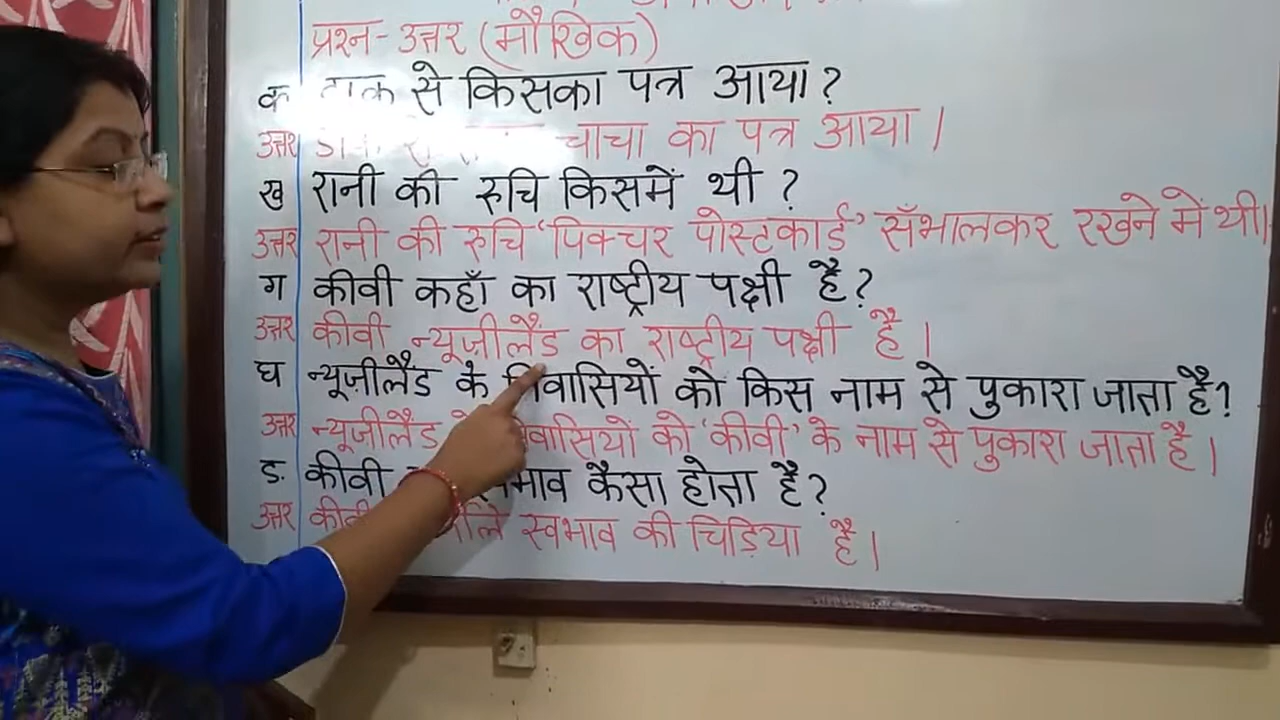 प्रश्न- उत्तर (मौखिक)
क से किसका पत्र आया?
उत्तर चाचा का पत्र आया।
ख रानी की रुचि किसमें थी?
उत्तर रानी की रुचि 'पिक्चर पोस्टकार्ड' सँभालकर रखने में थी।
ग कीवी कहाँ का राष्ट्रीय पक्षी है?
उत्तर कीवी न्यूज़ीलैंड का राष्ट्रीय पक्षी है।
घ न्यूज़ीलैंड के निवासियों को किस नाम से पुकारा जाता है?
उत्तर न्यूज़ीलैंड के को 'कीवी' के नाम से पुकारा जाता है।
ङ. कीवी कैसा होता है?
उत्तर कीवी स्वभाव की चिड़िया है।